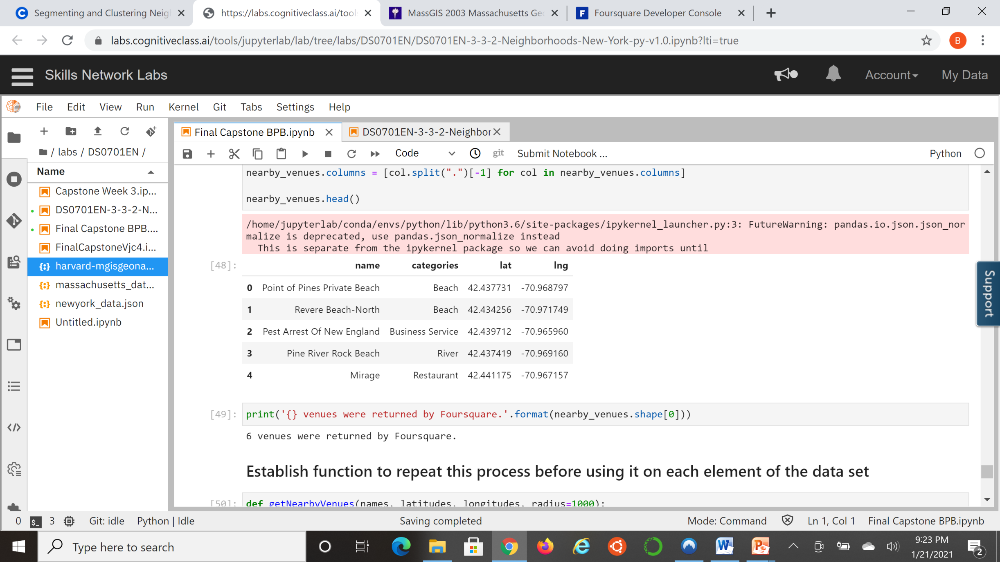 Segmenting and Clustering Neigl
https://labs.cognitiveclass.ai/tool
MassGIS 2003 Massachusetts Geo
Foursquare Developer Console
labs.cognitiveclass.ai/tools/jupyterlab/lab/tree/labs/DS0701EN/DS0701EN-3-3-2-Neighborhoods-New-York-py-v1.0.ipynb?lti=true
B
Skills Network Labs
Account
My Data
File Edit View Run Kernel Git Tabs Settings Help
Final Capstone BPB.ipynb
DS0701EN-3-3-2-Neighbor
/ labs / DS0701EN /
Code
git
Submit Notebook ...
Python
Name
Capstone Week 3.ip...
DS0701EN-3-3-2-N...
Final Capstone BPB....
FinalCapstoneVjc4.i...
harvard-mgisgeona...
massachusetts_dat...
newyork_data.json
Untitled.ipynb
nearby_venues.columns = [col.split(".")[-1] for col in nearby_venues.columns]
nearby_venues.head()
/home/jupyterlab/conda/envs/python/lib/python3.6/site-packages/ipykernel_launcher.py:3: FutureWarning: pandas.io.json.json_nor
malize is deprecated, use pandas.json_normalize instead
This is separate from the ipykernel package so we can avoid doing imports until
[48]:
name categories lat lng
0 Point of Pines Private Beach Beach 42.437731 -70.968797
1 Revere Beach-North Beach 42.434256 -70.971749
2 Pest Arrest Of New England Business Service 42.439712 -70.965960
3 Pine River Rock Beach River 42.437419 -70.969160
4 Mirage Restaurant 42.441175 -70.967157
[49]: print('{} venues were returned by Foursquare.'.format(nearby_venues.shape[0]))
6 venues were returned by Foursquare.
Establish function to repeat this process before using it on each element of the data set
[50]: def getNearbyVenues(names, latitudes, longitudes, radius=1000):
Support
0 $_ 3 Git: idle Python | Idle Saving completed Mode: Command Ln 1, Col 1 Final Capstone BPB.ipynb
Type here to search
9:23 PM
1/21/2021
2